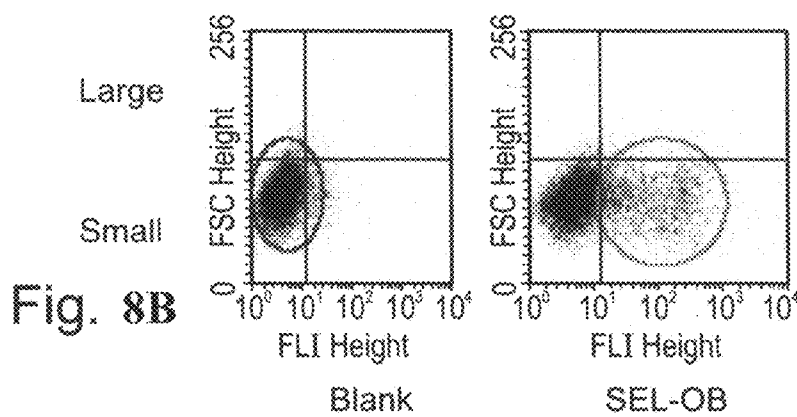 Large
Small
Fig. 8B
256
FSC Height
0
10⁰ 10¹ 10² 10³ 10⁴
FLI Height
Blank
256
FSC Height
0
10⁰ 10¹ 10² 10³ 10⁴
FLI Height
SEL-OB